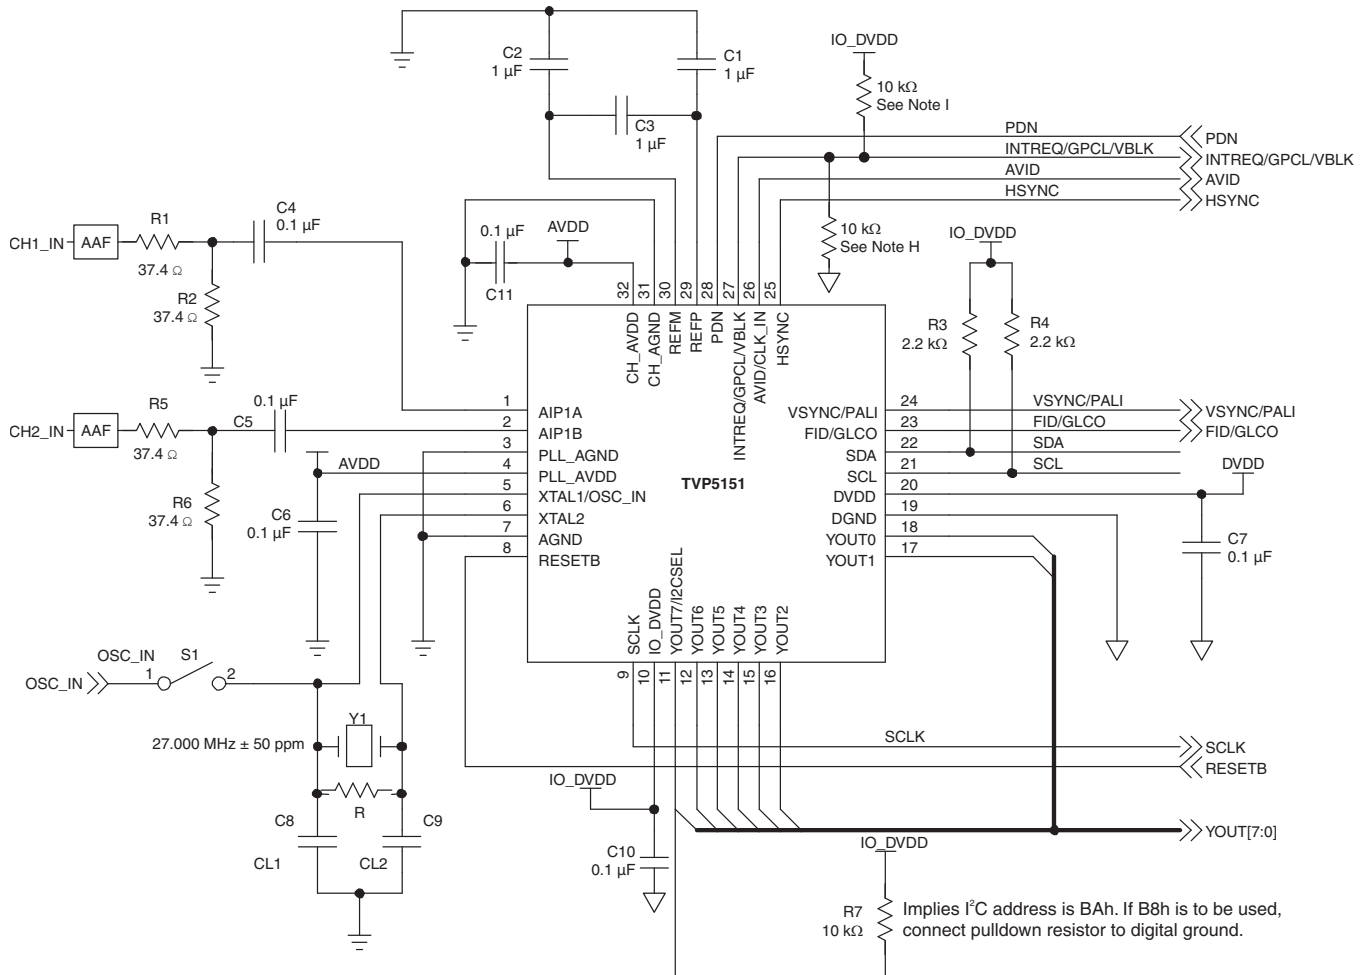 C2
1 µF
C1
1 µF
C3
1 µF
IO_DVDD
10 kΩ
See Note I
PDN
PDN
INTREQ/GPCL/VBLK
INTREQ/GPCL/VBLK
AVID
AVID
HSYNC
HSYNC
10 kΩ
See Note H
CH1_IN
AAF
R1
37.4 Ω
R2
37.4 Ω
C4
0.1 µF
0.1 µF
C11
AVDD
IO_DVDD
R3
2.2 kΩ
R4
2.2 kΩ
32
31
30
29
28
27
26
25
CH_AVDD
CH_AGND
REFM
REFP
PDN
INTREQ/GPCL/VBLK
AVID/CLK_IN
HSYNC
CH2_IN
AAF
R5
37.4 Ω
R6
37.4 Ω
C5
0.1 µF
AVDD
C6
0.1 µF
1
AIP1A
2
AIP1B
3
PLL_AGND
4
PLL_AVDD
5
XTAL1/OSC_IN
6
XTAL2
7
AGND
8
RESETB
TVP5151
VSYNC/PALI
24
VSYNC/PALI
VSYNC/PALI
FID/GLCO
23
FID/GLCO
FID/GLCO
SDA
22
SDA
SCL
21
SCL
DVDD
20
DVDD
DGND
19
YOUT0
18
YOUT1
17
C7
0.1 µF
SCLK
IO_DVDD
YOUT7/I2CSEL
YOUT6
YOUT5
YOUT4
YOUT3
YOUT2
9
10
11
12
13
14
15
16
OSC_IN
OSC_IN
1
S1
2
Y1
27.000 MHz ± 50 ppm
R
C8
CL1
C9
CL2
SCLK
SCLK
RESETB
IO_DVDD
C10
0.1 µF
YOUT[7:0]
IO_DVDD
R7
10 kΩ
Implies I²C address is BAh. If B8h is to be used,
connect pulldown resistor to digital ground.